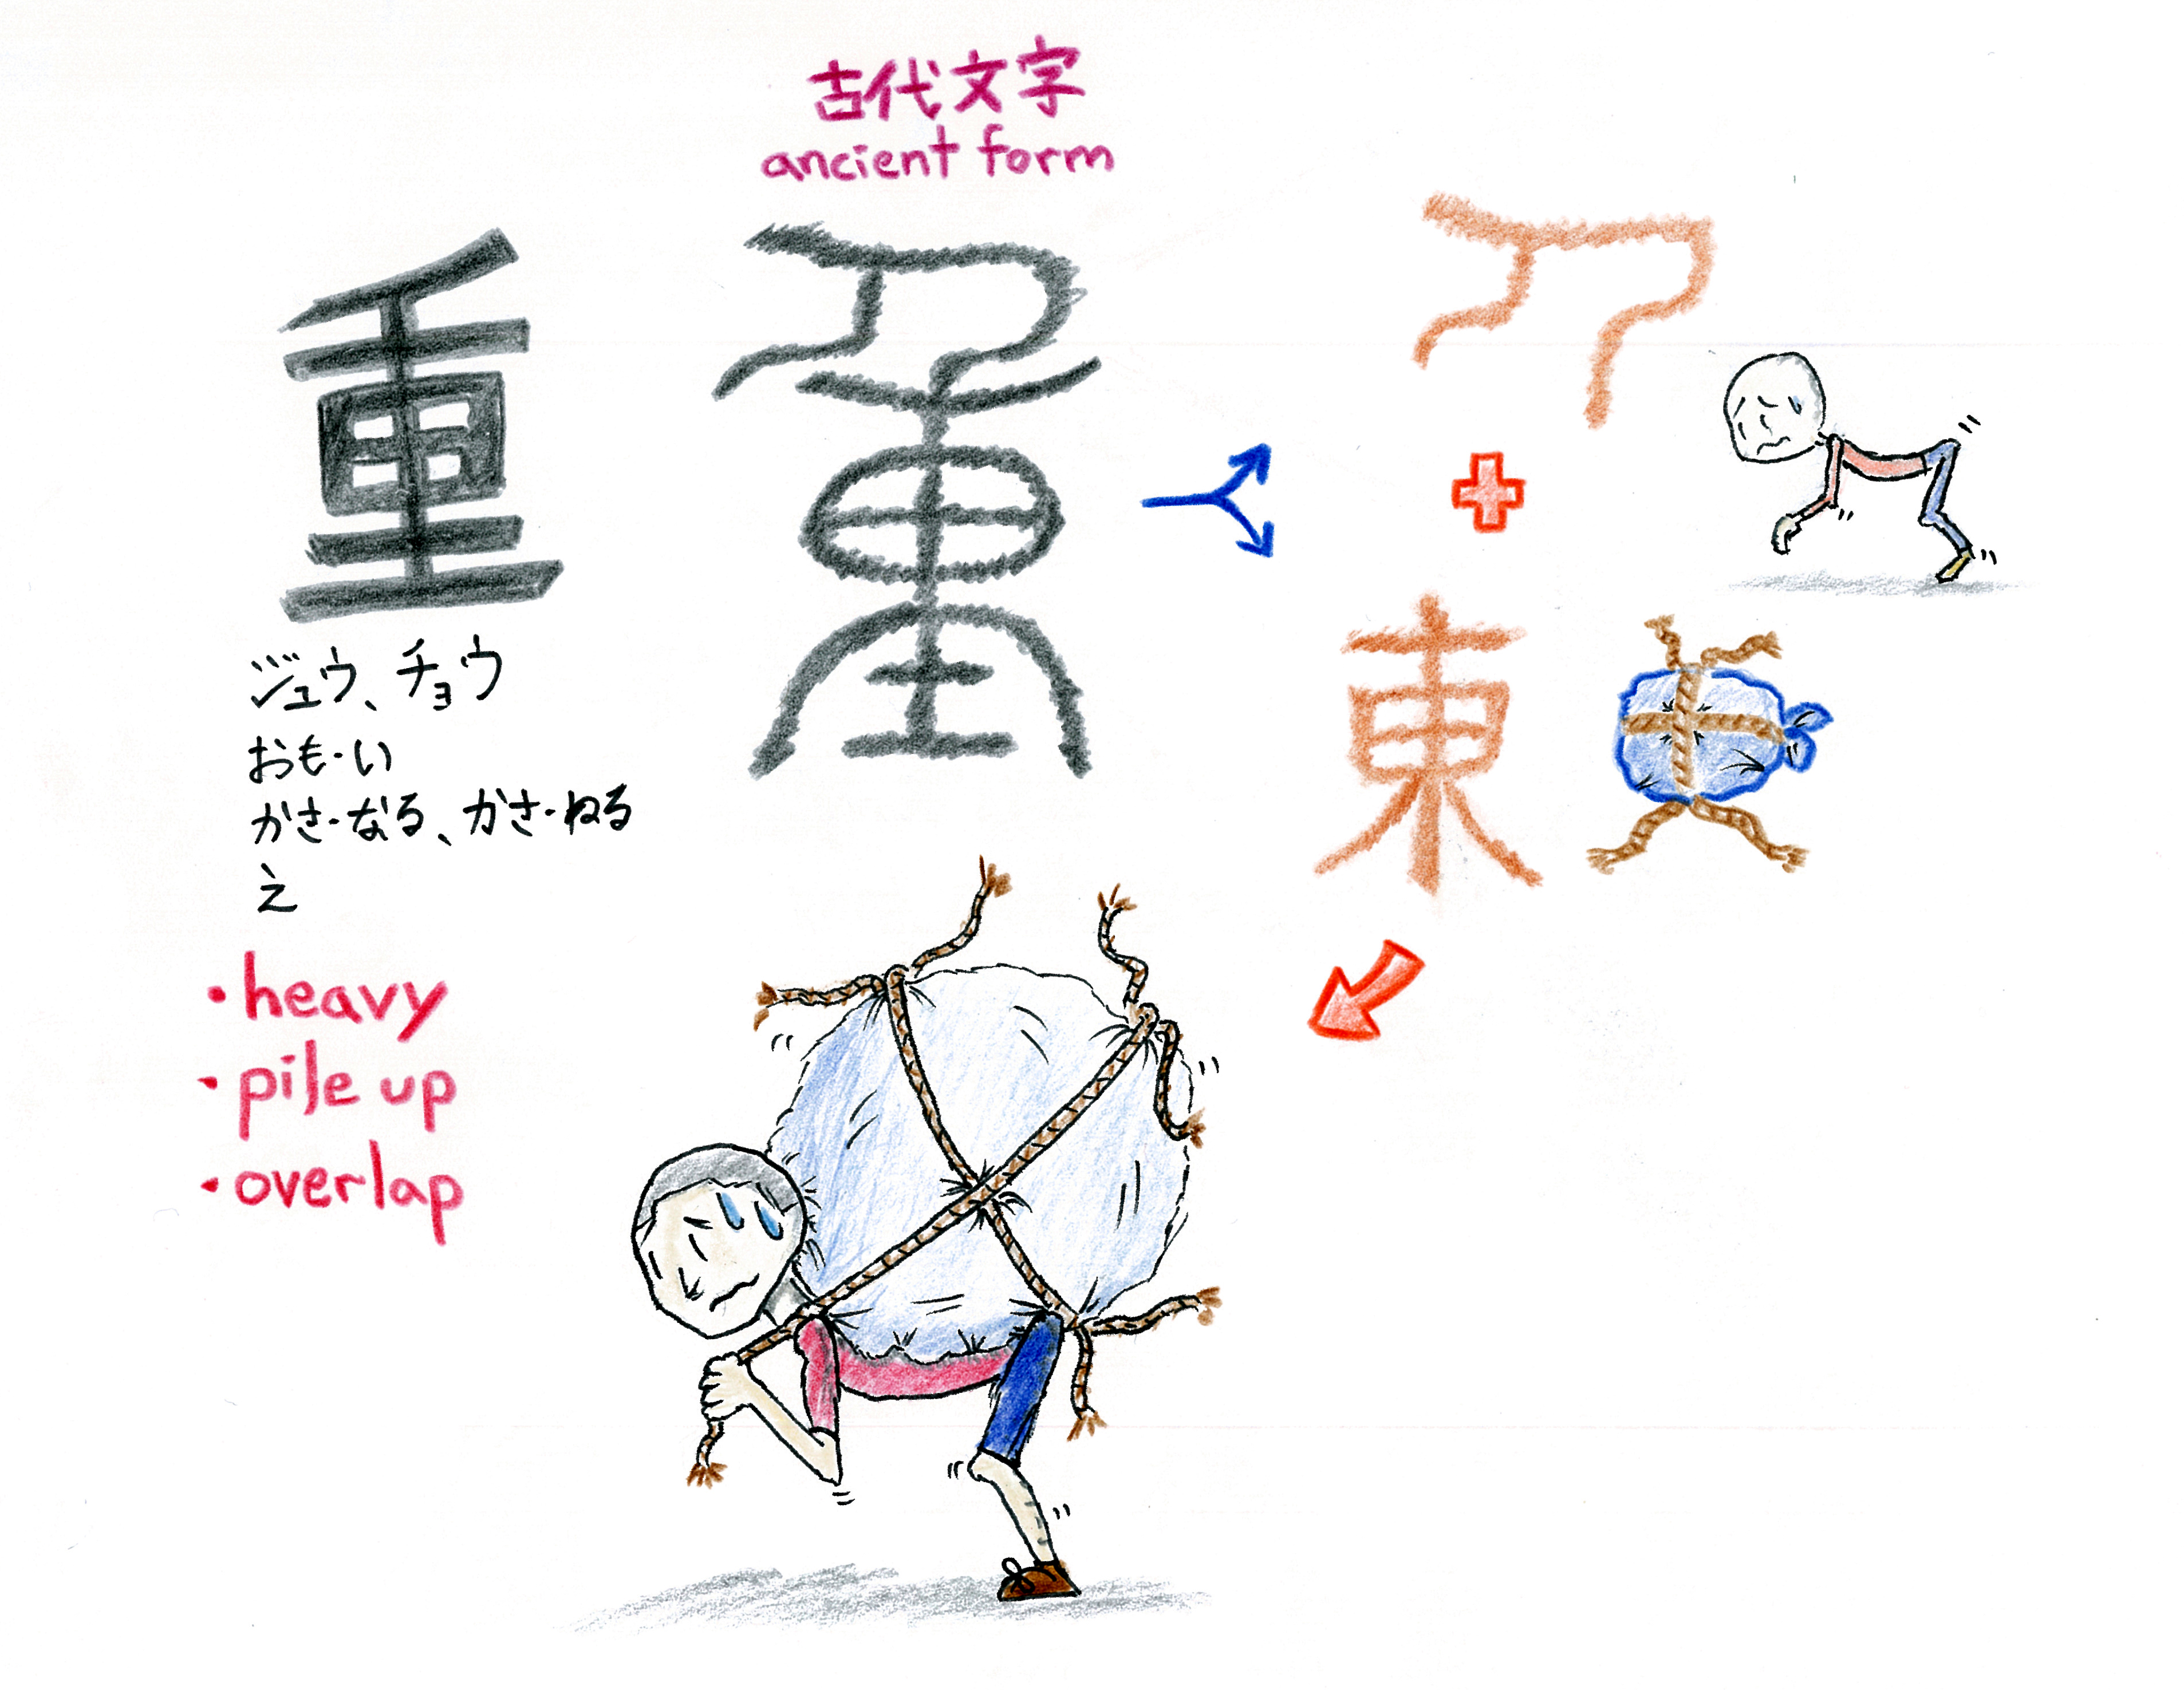 古代文字
ancient form
重
ジュウ、チョウ
おも・い
かさ・なる、かさ・ねる
え
・heavy
・pile up
・overlap
東